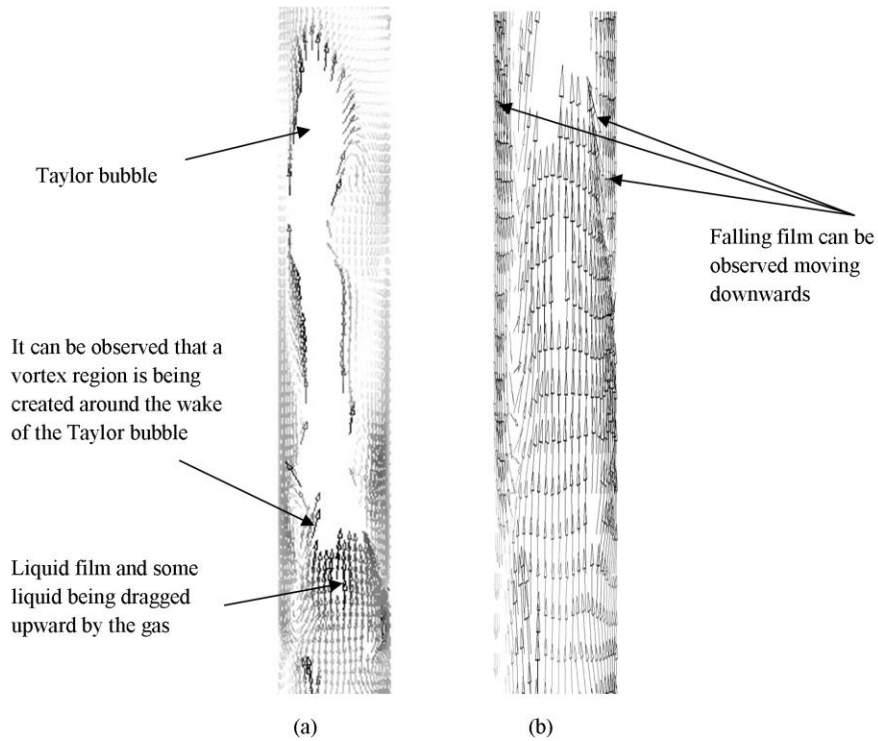 Taylor bubble
It can be observed that a
vortex region is being
created around the wake
of the Taylor bubble
Liquid film and some
liquid being dragged
upward by the gas
Falling film can be
observed moving
downwards
(a)
(b)